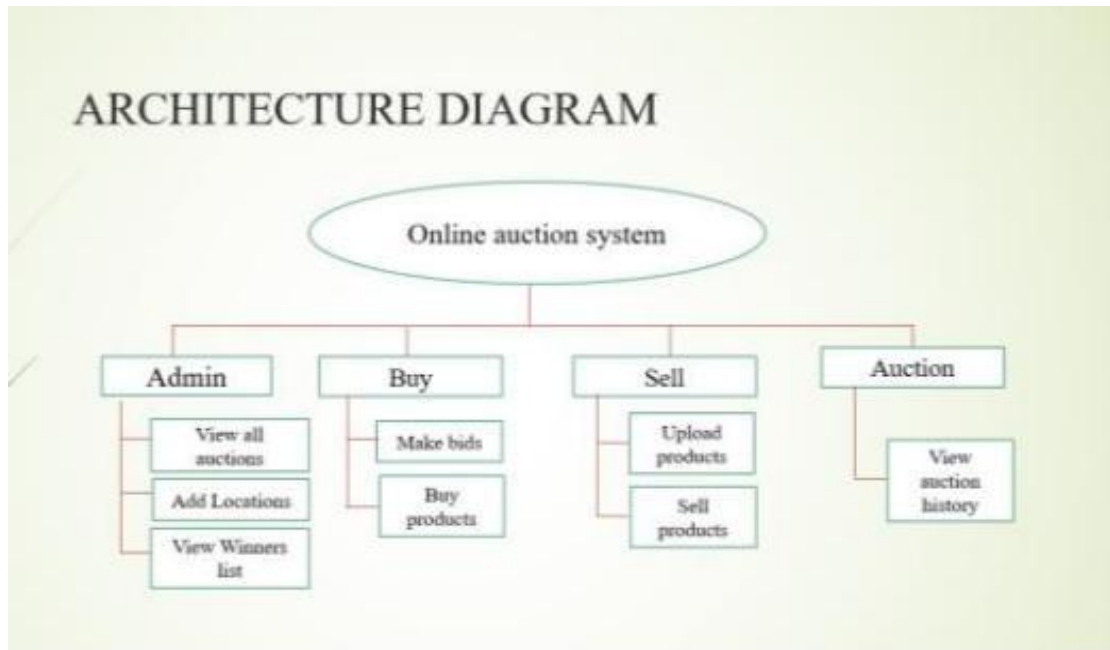 ARCHITECTURE DIAGRAM
Online auction system
Admin
View all
auctions
Add Locations
View Winners
list
Buy
Make bids
Buy
products
Sell
Upload
products
Sell
products
Auction
View
auction
history